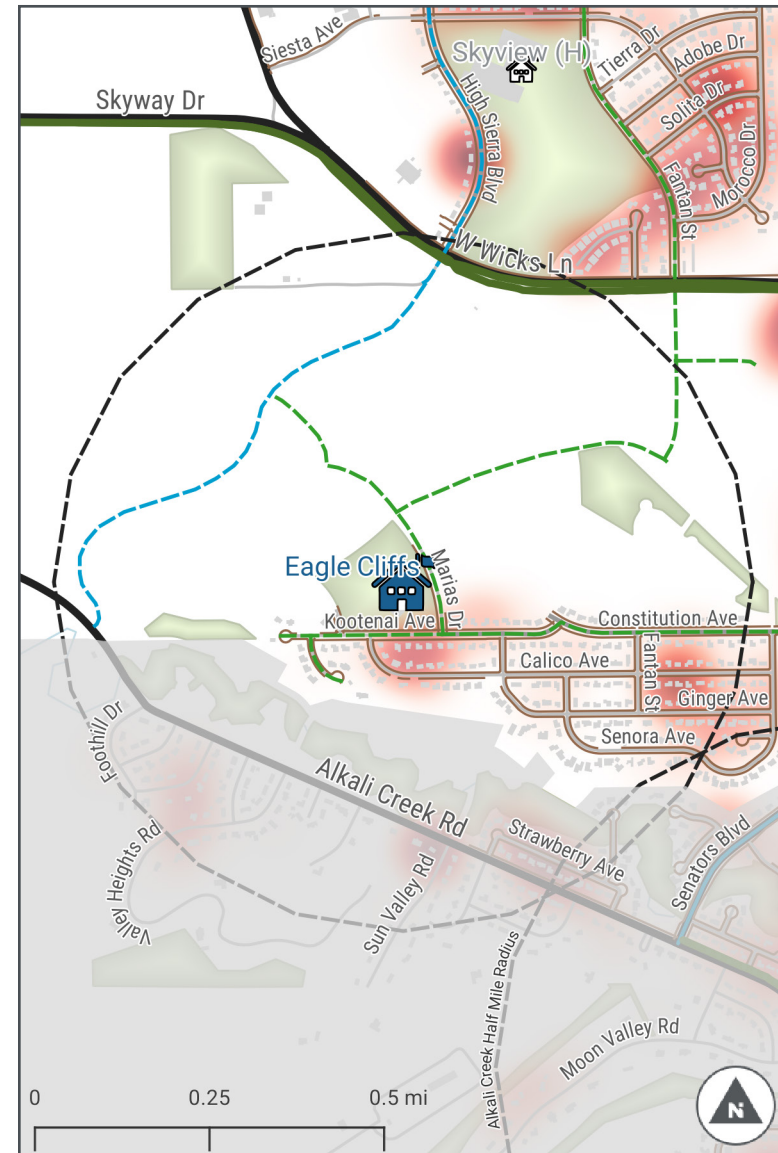 Siesta Ave
Skyview (H)
Tierra Dr
Adobe Dr
Skyway Dr
High Sierra Blvd
Solita Dr
Morocco Dr
Fantan St
W Wicks Ln
Eagle Cliffs
Marias Dr
Kootenai Ave
Constitution Ave
Calico Ave
Fantan St
Ginger Ave
Senora Ave
Foothill Dr
Alkali Creek Rd
Strawberry Ave
Senators Blvd
Valley Heights Rd
Sun Valley Rd
Alkali Creek Half Mile Radius
Moon Valley Rd
0 0.25 0.5 mi
N